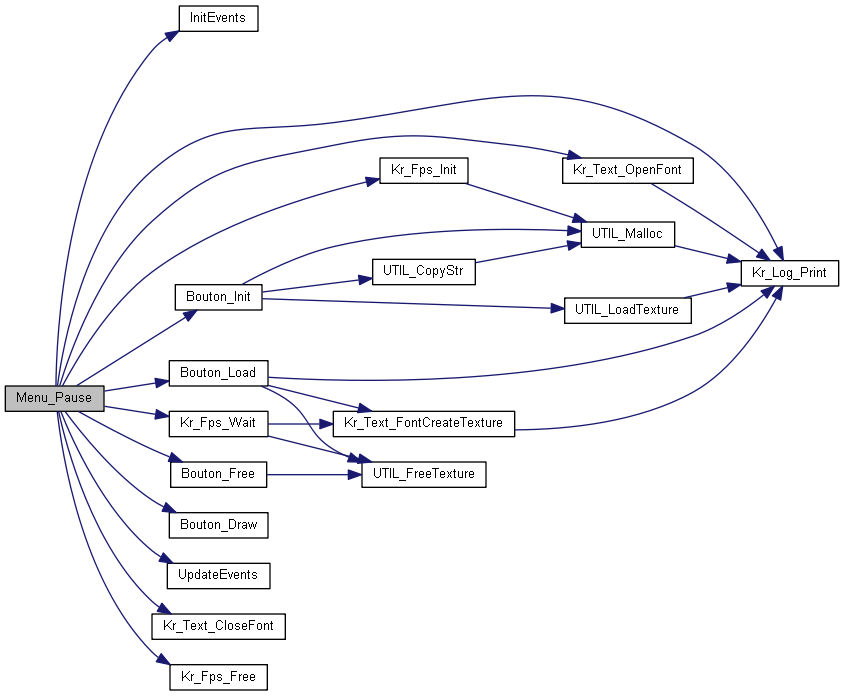 InitEvents
Kr_Fps_Init
Kr_Text_OpenFont
UTIL_Malloc
UTIL_CopyStr
Kr_Log_Print
Bouton_Init
UTIL_LoadTexture
Bouton_Load
Menu_Pause
Kr_Fps_Wait
Kr_Text_FontCreateTexture
Bouton_Free
UTIL_FreeTexture
Bouton_Draw
UpdateEvents
Kr_Text_CloseFont
Kr_Fps_Free